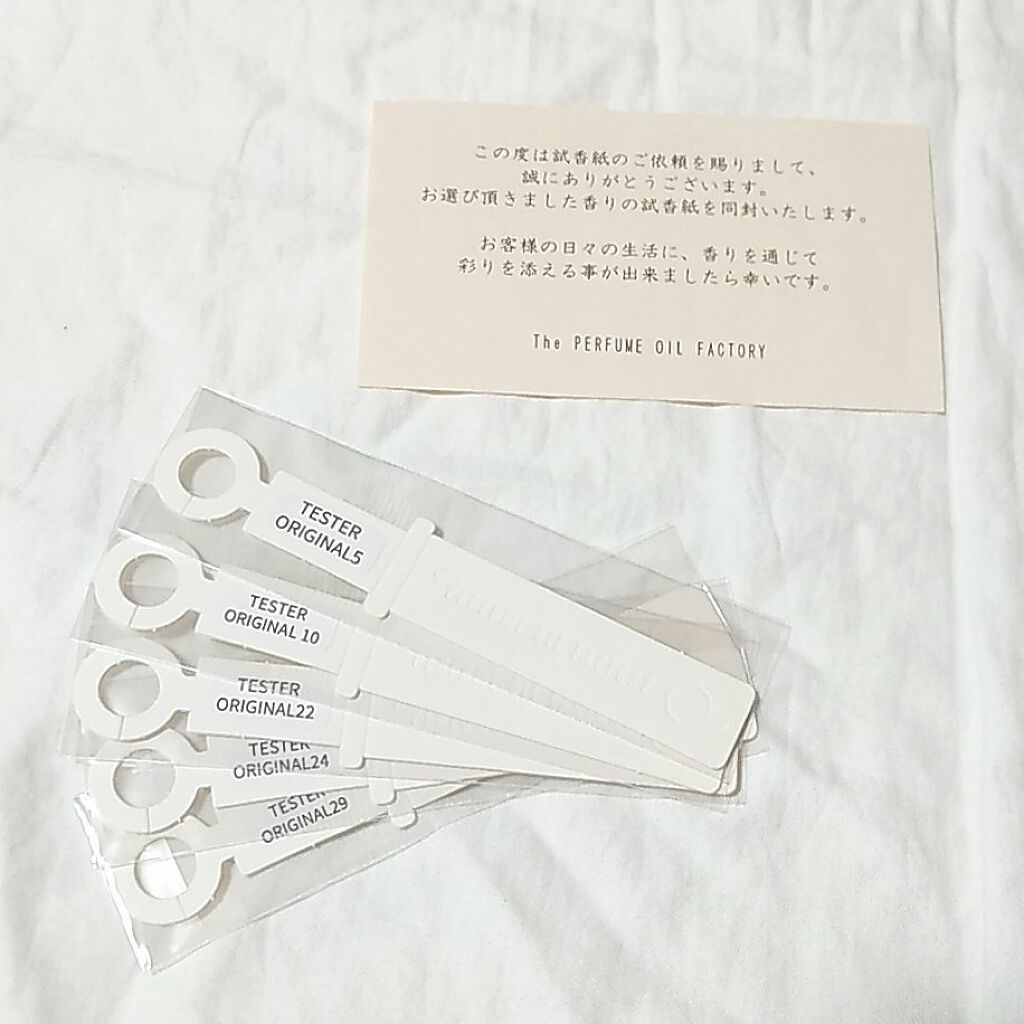 この度は試香紙のご依頼を賜りまして、
誠にありがとうございます。
お選び頂きました香りの試香紙を同封いたします。
お客様の日々の生活に、香りを通じて
彩りを添える事が出来ましたら幸いです。
The PERFUME OIL FACTORY
TESTER
ORIGINAL5
TESTER
ORIGINAL 10
TESTER
ORIGINAL22
TESTER
ORIGINAL24
TESTER
ORIGINAL29